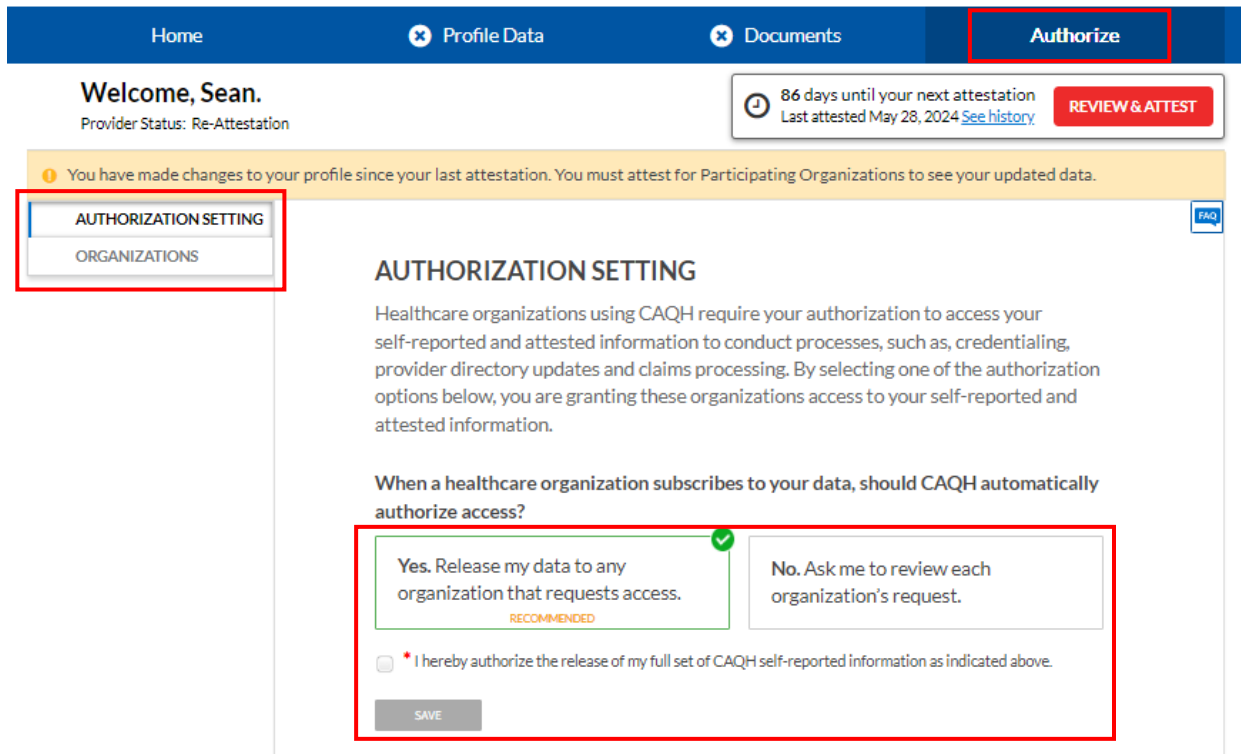 Home
Profile Data
Documents
Authorize
Welcome, Sean.
Provider Status: Re-Attestation
86 days until your next attestation
Last attested May 28, 2024 See history
REVIEW & ATTEST
You have made changes to your profile since your last attestation. You must attest for Participating Organizations to see your updated data.
AUTHORIZATION SETTING
ORGANIZATIONS
FAQ
AUTHORIZATION SETTING
Healthcare organizations using CAQH require your authorization to access your
self-reported and attested information to conduct processes, such as, credentialing,
provider directory updates and claims processing. By selecting one of the authorization
options below, you are granting these organizations access to your self-reported and
attested information.
When a healthcare organization subscribes to your data, should CAQH automatically
authorize access?
Yes. Release my data to any
organization that requests access.
RECOMMENDED
No. Ask me to review each
organization's request.
* I hereby authorize the release of my full set of CAQH self-reported information as indicated above.
SAVE